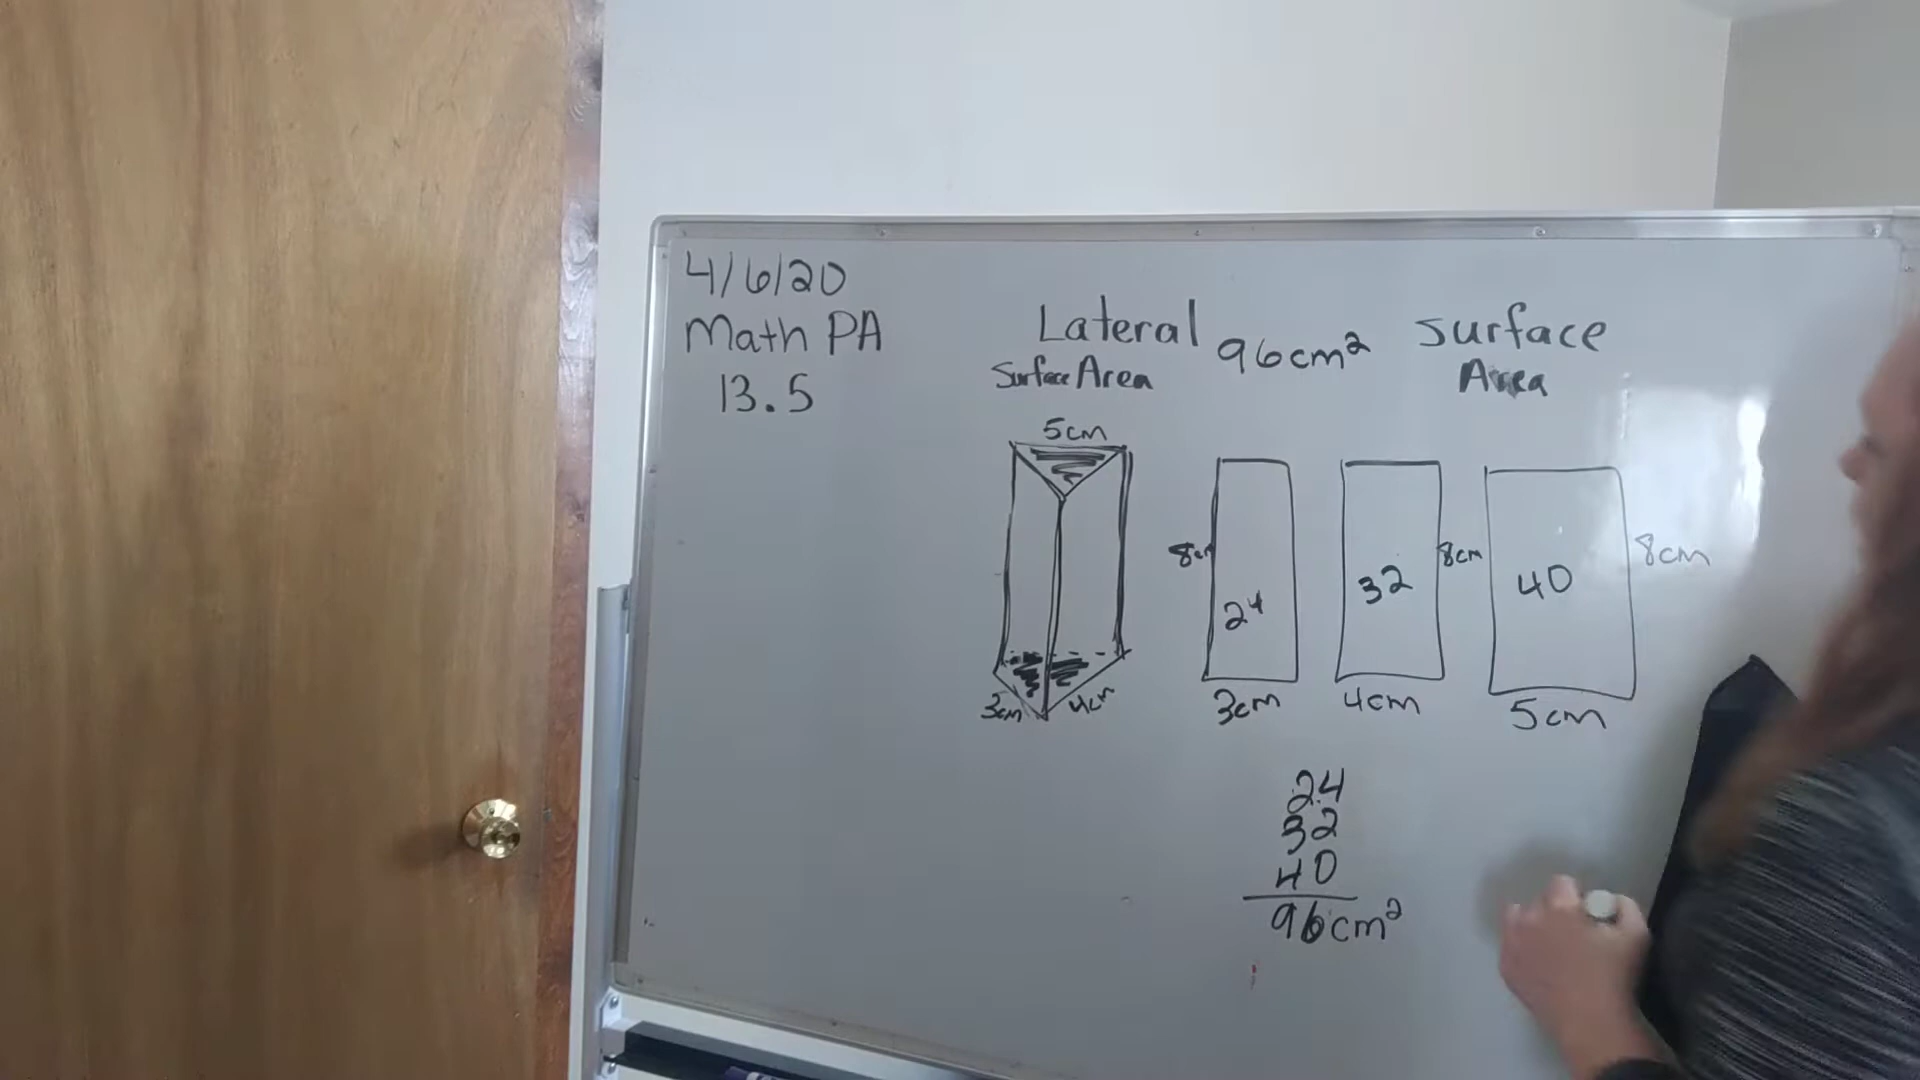 4/6/20
Math PA
13.5
Lateral
Surface Area
96cm²
Surface
Area
5cm
3cm
4cm
8cm
24
3cm
32
8cm
4cm
40
8cm
5cm
24
32
40
96cm²